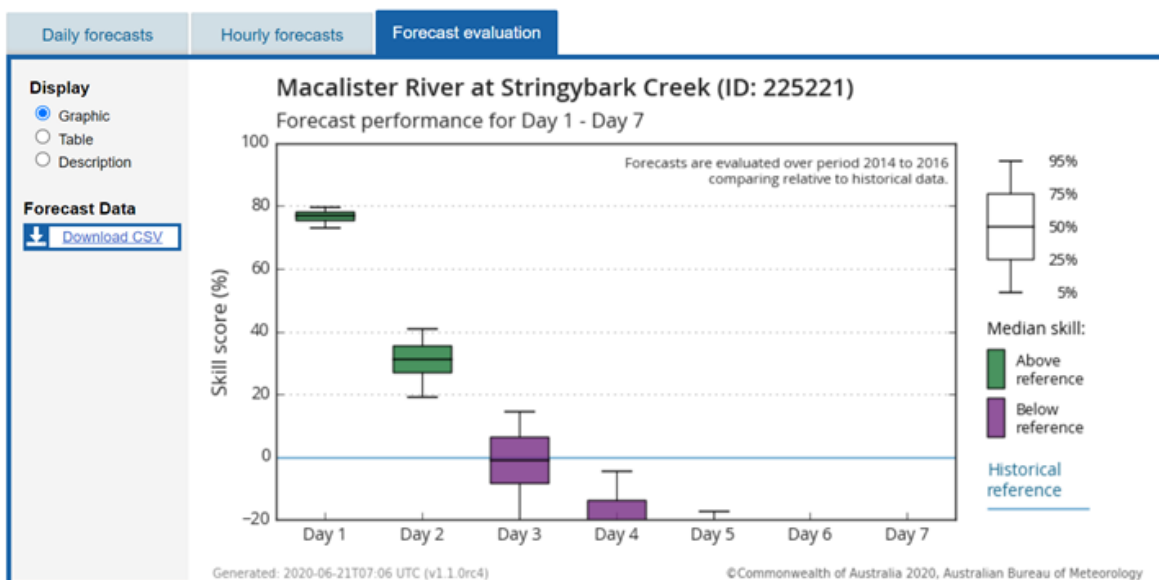 Daily forecasts
Hourly forecasts
Forecast evaluation
Display
Graphic
Table
Description
Forecast Data
Download CSV
Macalister River at Stringybark Creek (ID: 225221)
Forecast performance for Day 1 - Day 7
Forecasts are evaluated over period 2014 to 2016
comparing relative to historical data.
Skill score (%)
100
80
60
40
20
0
−20
Day 1
Day 2
Day 3
Day 4
Day 5
Day 6
Day 7
95%
75%
50%
25%
5%
Median skill:
Above
reference
Below
reference
Historical
reference
Generated: 2020-06-21T07:06 UTC (v1.1.0rc4)
©Commonwealth of Australia 2020, Australian Bureau of Meteorology